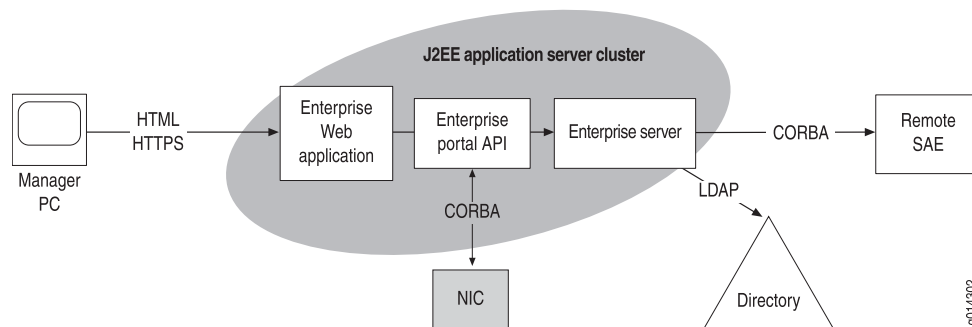 J2EE application server cluster
HTML
HTTPS
Enterprise
Web
application
Enterprise
portal API
Enterprise server
CORBA
Remote
SAE
Manager
PC
LDAP
CORBA
NIC
Directory
g014302